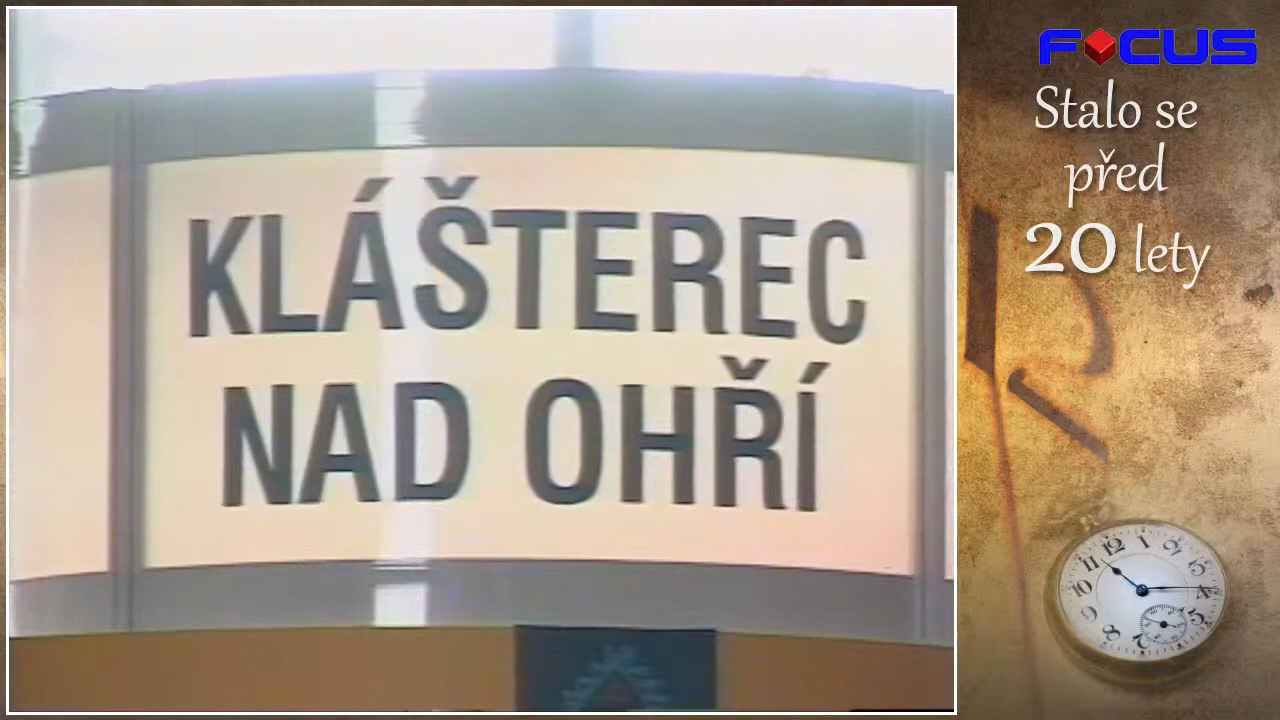 KLÁŠTEREC
NAD OHŘÍ
FOCUS
Stalo se
před
20 lety